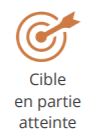 Cible
en partie
atteinte